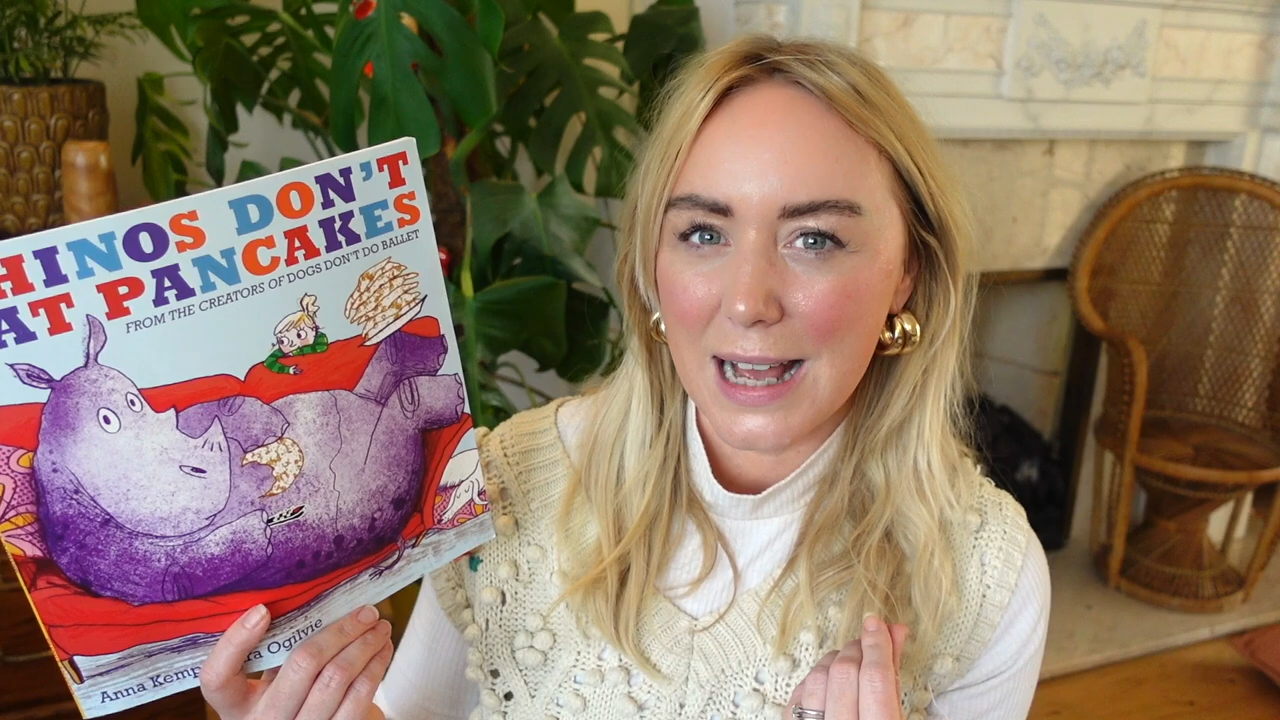 HINOS DON'T
AT PANCAKES
FROM THE CREATORS OF DOGS DON'T DO BALLET
Anna Kemp Ogilvie